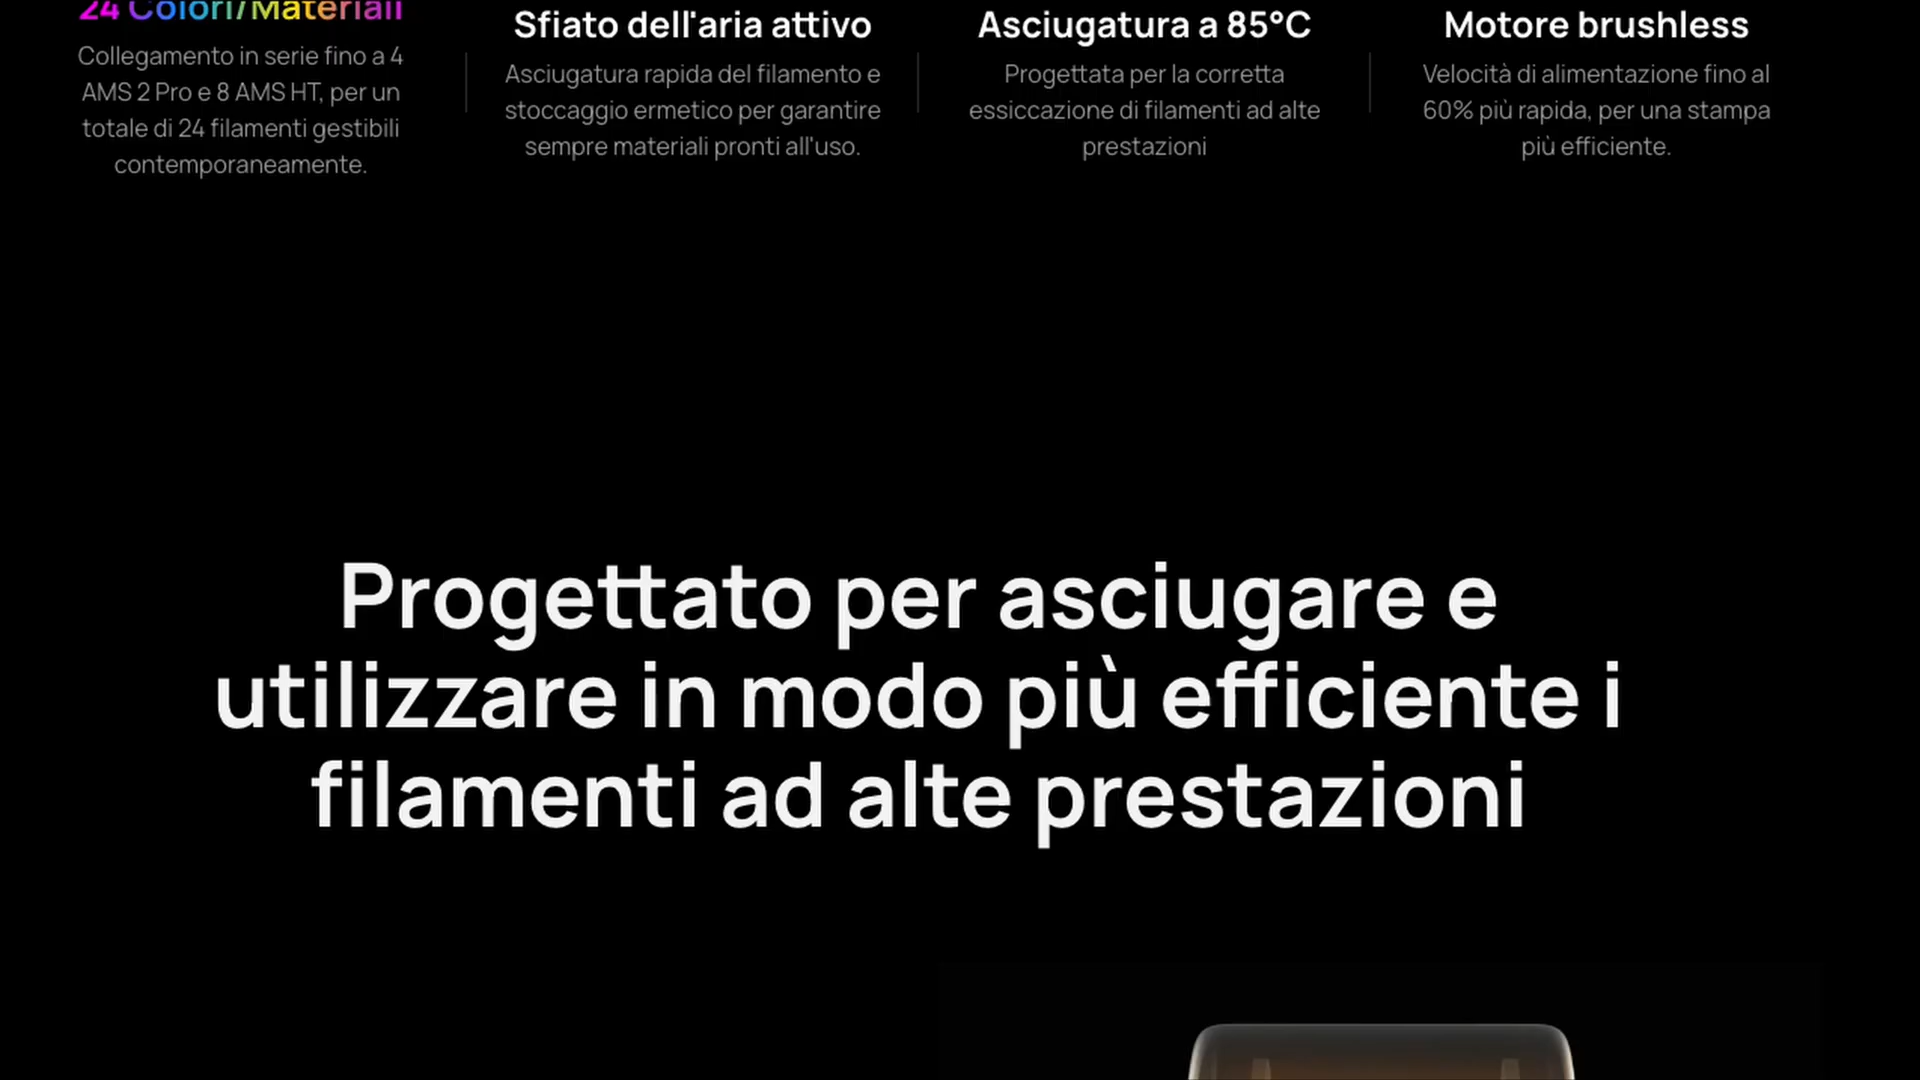 24 Colori/Materiali
Collegamento in serie fino a 4
AMS 2 Pro e 8 AMS HT, per un
totale di 24 filamenti gestibili
contemporaneamente.
Sfiato dell'aria attivo
Asciugatura rapida del filamento e
stoccaggio ermetico per garantire
sempre materiali pronti all'uso.
Asciugatura a 85°C
Progettata per la corretta
essiccazione di filamenti ad alte
prestazioni
Motore brushless
Velocità di alimentazione fino al
60% più rapida, per una stampa
più efficiente.
Progettato per asciugare e
utilizzare in modo più efficiente i
filamenti ad alte prestazioni